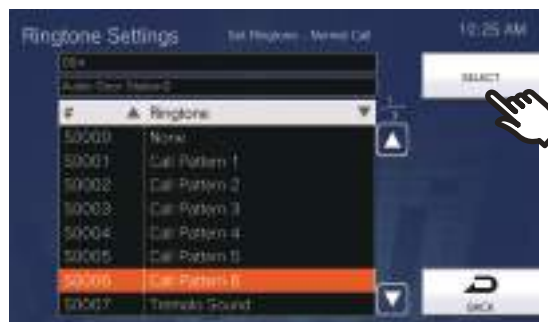 Ringtone Settings
Set Ringtone - Normal Call
10:25 AM
SELECT
# Ringtone
S0000 None
S0001 Call Pattern 1
S0002 Call Pattern 2
S0003 Call Pattern 3
S0004 Call Pattern 4
S0005 Call Pattern 5
S0006 Call Pattern 6
S0007 Tremolo Sound
BACK